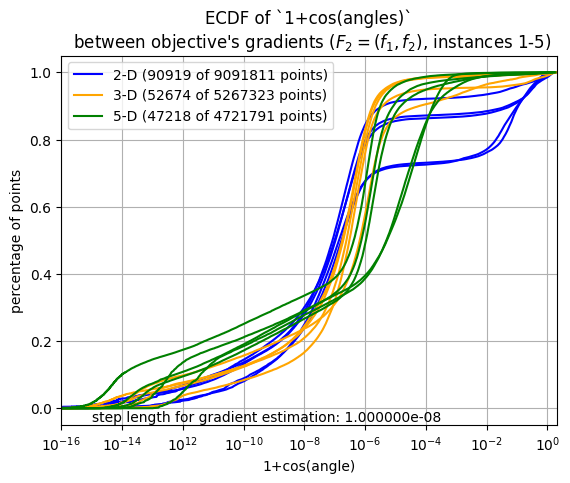 ECDF of `1+cos(angles)`
between objective's gradients (F₂ = (f₁, f₂), instances 1-5)
1.0
0.8
0.6
0.4
0.2
0.0
percentage of points
2-D (90919 of 9091811 points)
3-D (52674 of 5267323 points)
5-D (47218 of 4721791 points)
step length for gradient estimation: 1.000000e-08
10⁻¹⁶ 10⁻¹⁴ 10⁻¹² 10⁻¹⁰ 10⁻⁸ 10⁻⁶ 10⁻⁴ 10⁻² 10⁰
1+cos(angle)